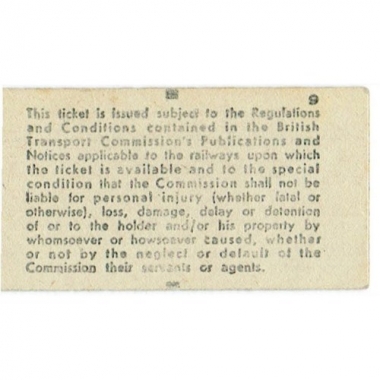 9
This ticket is issued subject to the Regulations
and Conditions contained in the British
Transport Commission's Publications and
Notices applicable to the railways upon which
the ticket is available and to the special
condition that the Commission shall not be
liable for personal injury (whether fatal or
otherwise), loss, damage, delay or detention
of or to the holder and/or his property by
whomsoever or howsoever caused, whether
or not by the neglect or default of the
Commission their servants or agents.